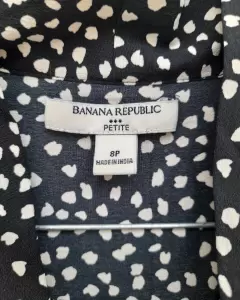 BANANA REPUBLIC
PETITE
8P
MADE IN INDIA